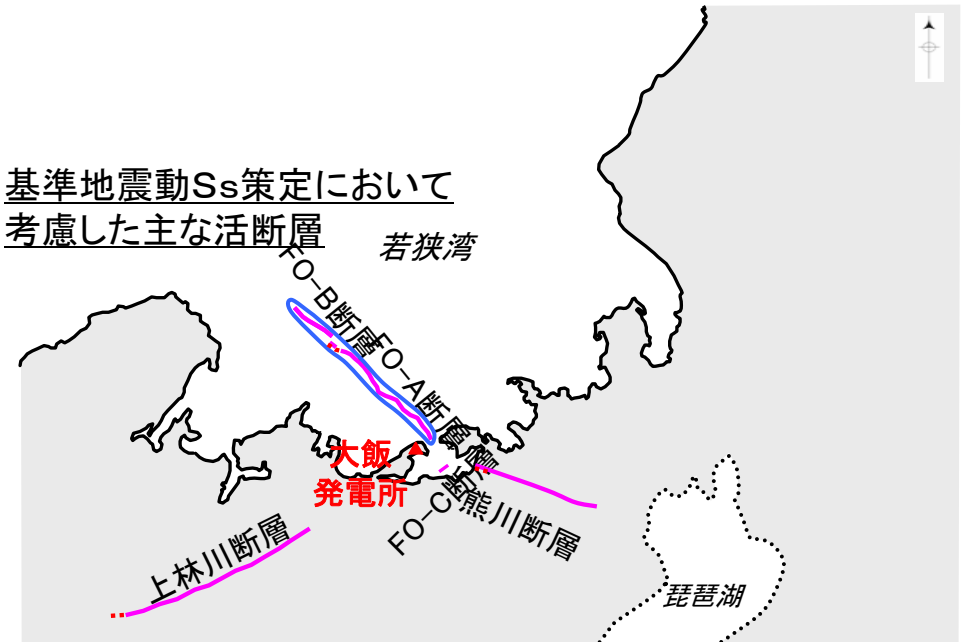 基準地震動Ss策定において
考慮した主な活断層
若狭湾
FO-B断層
FO-A断層
大飯
発電所
FO-C断層
熊川断層
上林川断層
琵琶湖